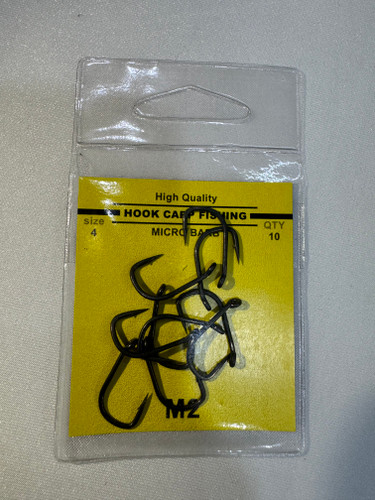 High Quality
HOOK CARP FISHING
MICRO BARB
size
4
QTY
10
M2